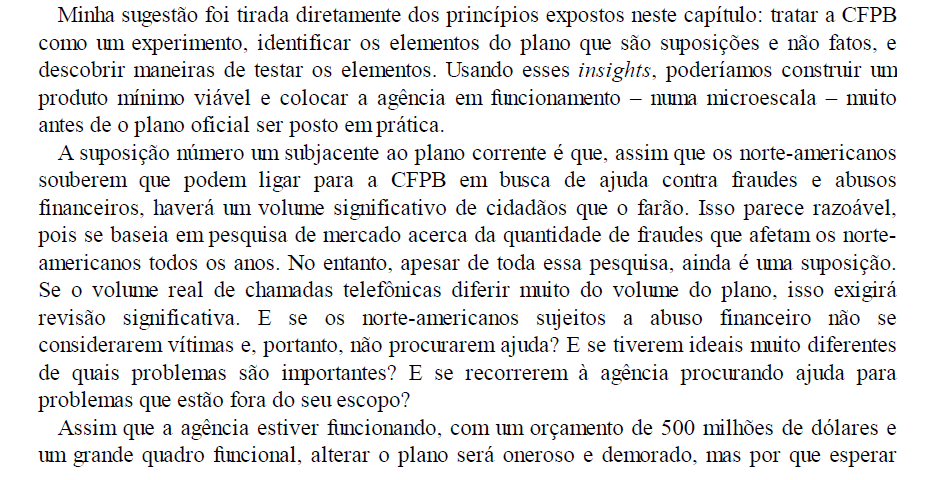 Minha sugestão foi tirada diretamente dos princípios expostos neste capítulo: tratar a CFPB
como um experimento, identificar os elementos do plano que são suposições e não fatos, e
descobrir maneiras de testar os elementos. Usando esses insights, poderíamos construir um
produto mínimo viável e colocar a agência em funcionamento – numa microescala – muito
antes de o plano oficial ser posto em prática.
A suposição número um subjacente ao plano corrente é que, assim que os norte-americanos
souberem que podem ligar para a CFPB em busca de ajuda contra fraudes e abusos
financeiros, haverá um volume significativo de cidadãos que o farão. Isso parece razoável,
pois se baseia em pesquisa de mercado acerca da quantidade de fraudes que afetam os norte-
americanos todos os anos. No entanto, apesar de toda essa pesquisa, ainda é uma suposição.
Se o volume real de chamadas telefônicas diferir muito do volume do plano, isso exigirá
revisão significativa. E se os norte-americanos sujeitos a abuso financeiro não se
considerarem vítimas e, portanto, não procurarem ajuda? E se tiverem ideais muito diferentes
de quais problemas são importantes? E se recorrerem à agência procurando ajuda para
problemas que estão fora do seu escopo?
Assim que a agência estiver funcionando, com um orçamento de 500 milhões de dólares e
um grande quadro funcional, alterar o plano será oneroso e demorado, mas por que esperar